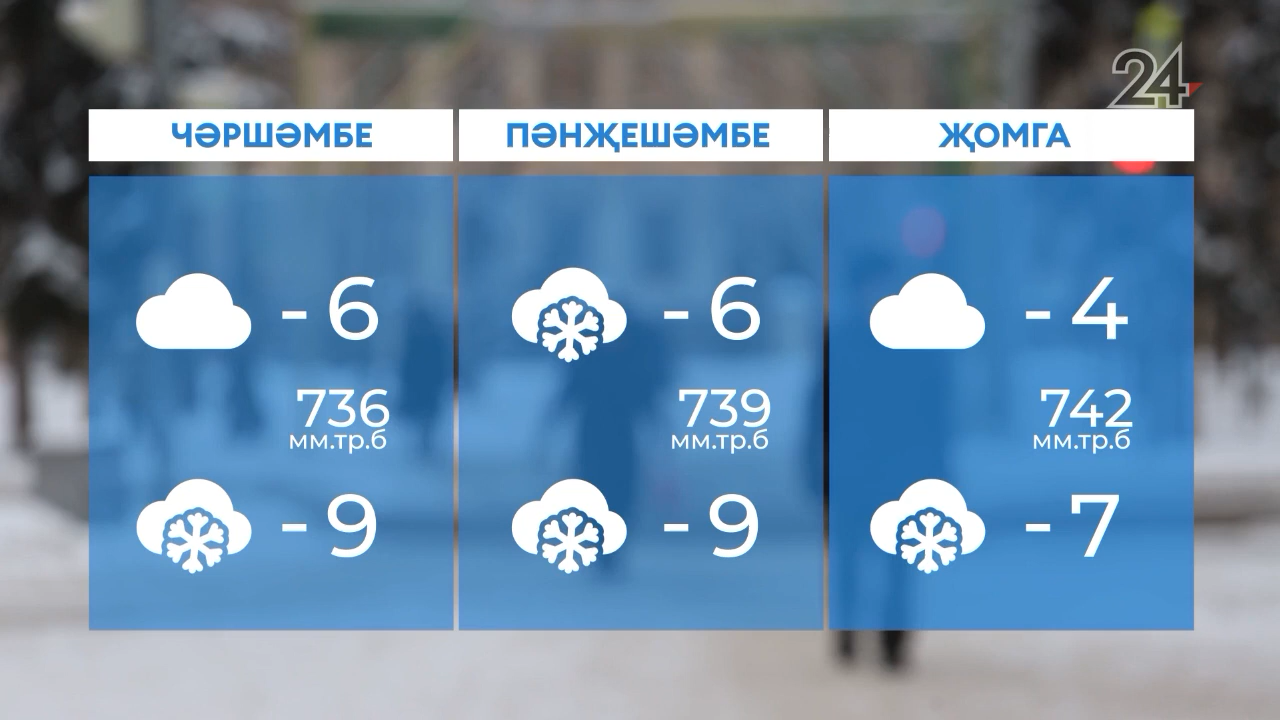 24
ЧӘРШӘМБЕ
ПӘНҖЕШӘМБЕ
ҖОМГА
- 6
736
мм.тр.б
- 9
- 6
739
мм.тр.б
- 9
- 4
742
мм.тр.б
- 7